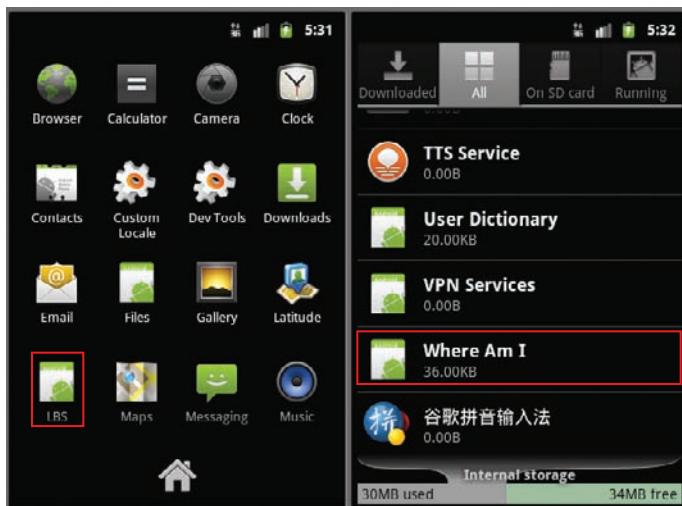 5:31
Browser
Calculator
Camera
Clock
Contacts
Custom Locale
Dev Tools
Downloads
Email
Files
Gallery
Latitude
LBS
Maps
Messaging
Music
5:32
Downloaded
All
On SD card
Running
TTS Service
0.00B
User Dictionary
20.00KB
VPN Services
0.00B
Where Am I
36.00KB
谷歌拼音输入法
0.00B
Internal storage
30MB used
34MB free